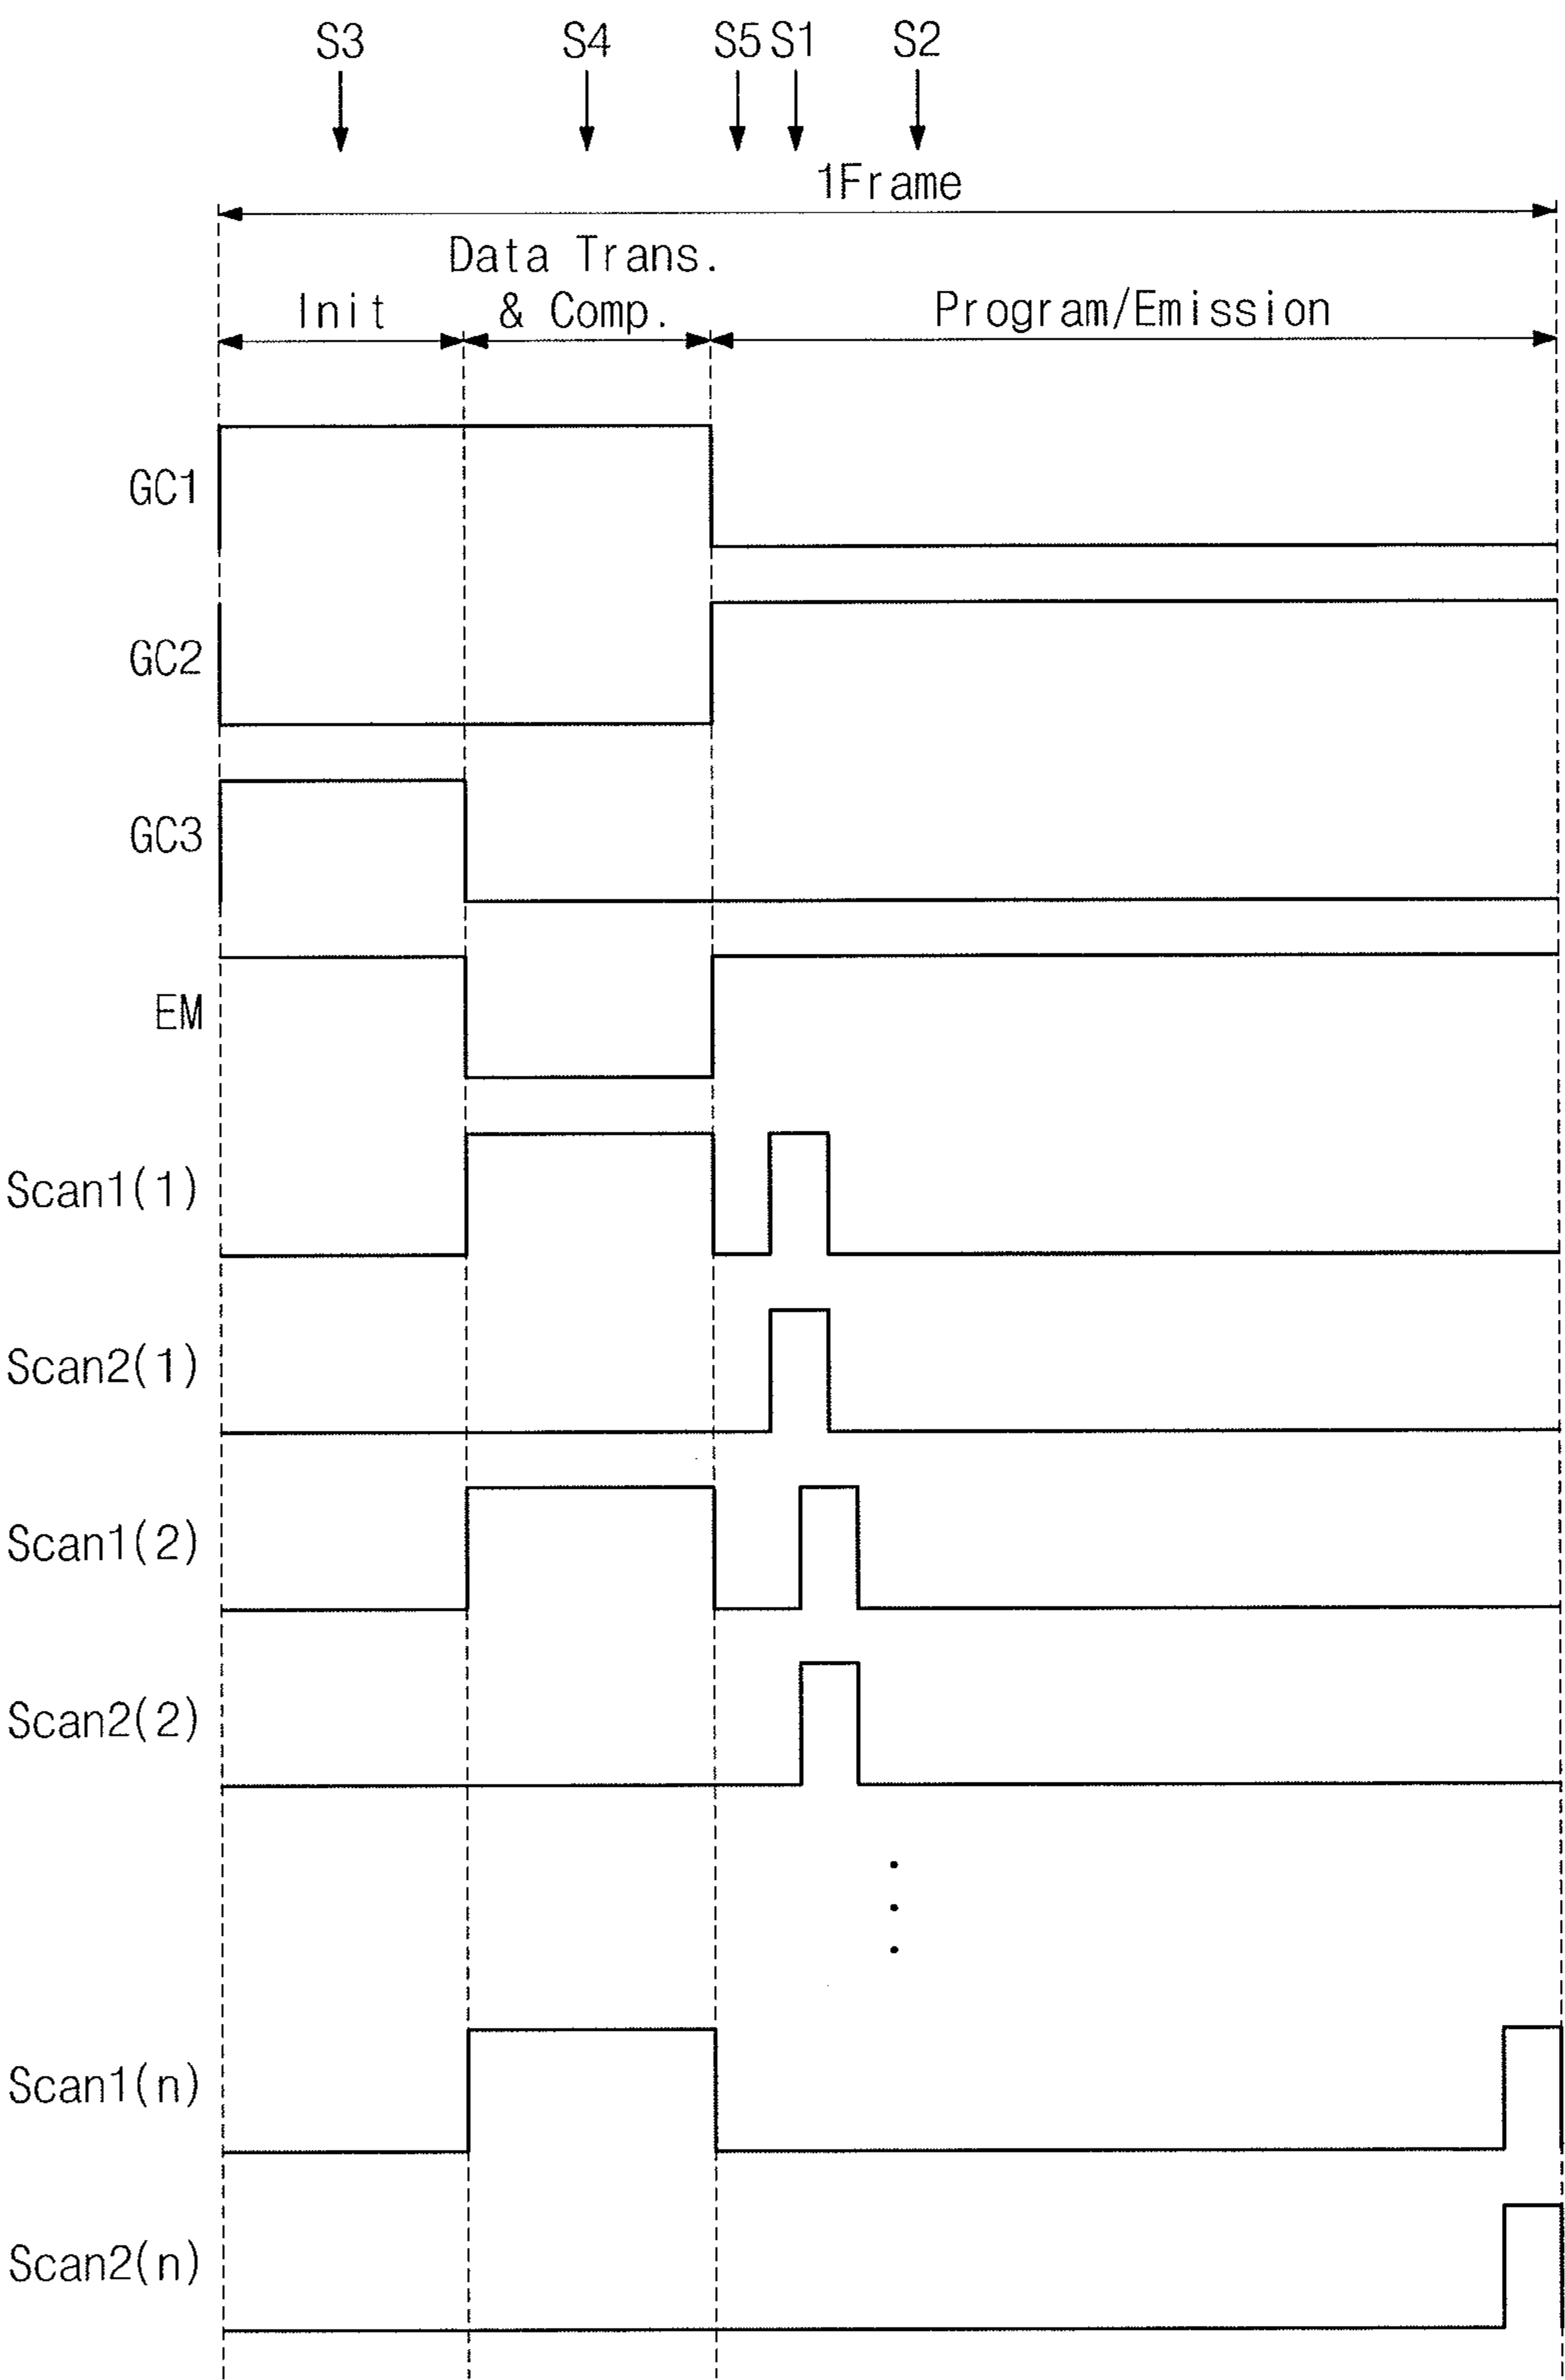 S3 S4 S5 S1 S2
1Frame
Data Trans.
Init & Comp. Program/Emission
GC1
GC2
GC3
EM
Scan1(1)
Scan2(1)
Scan1(2)
Scan2(2)
Scan1(n)
Scan2(n)